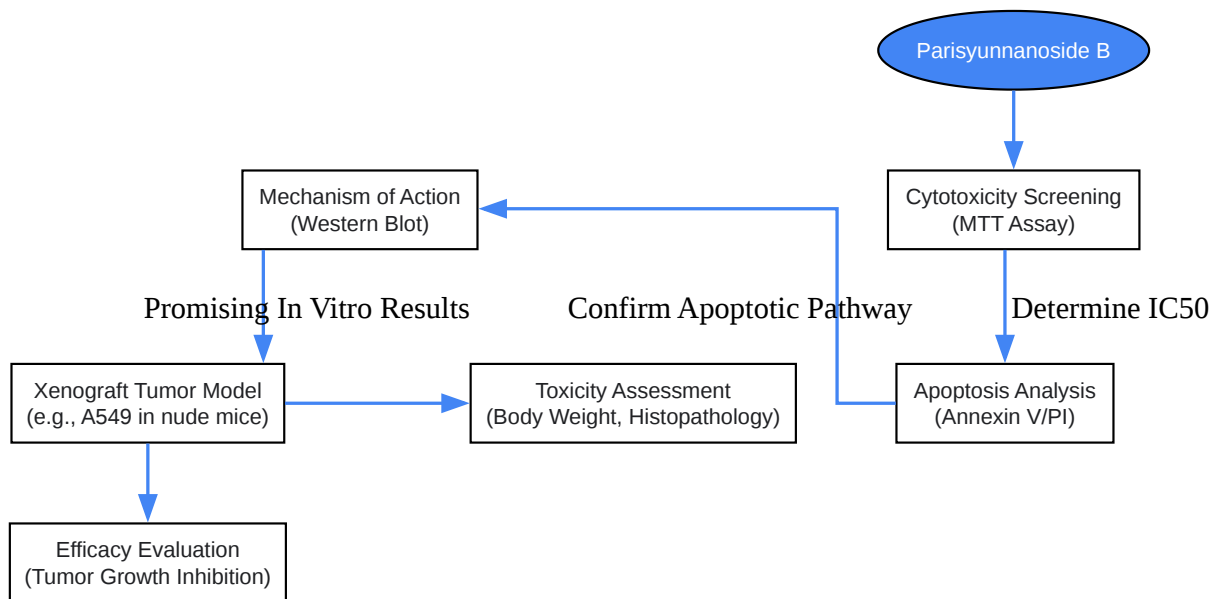 Parisyunnanoside B
Mechanism of Action
(Western Blot)
Cytotoxicity Screening
(MTT Assay)
Promising In Vitro Results
Confirm Apoptotic Pathway
Determine IC50
Xenograft Tumor Model
(e.g., A549 in nude mice)
Toxicity Assessment
(Body Weight, Histopathology)
Apoptosis Analysis
(Annexin V/PI)
Efficacy Evaluation
(Tumor Growth Inhibition)